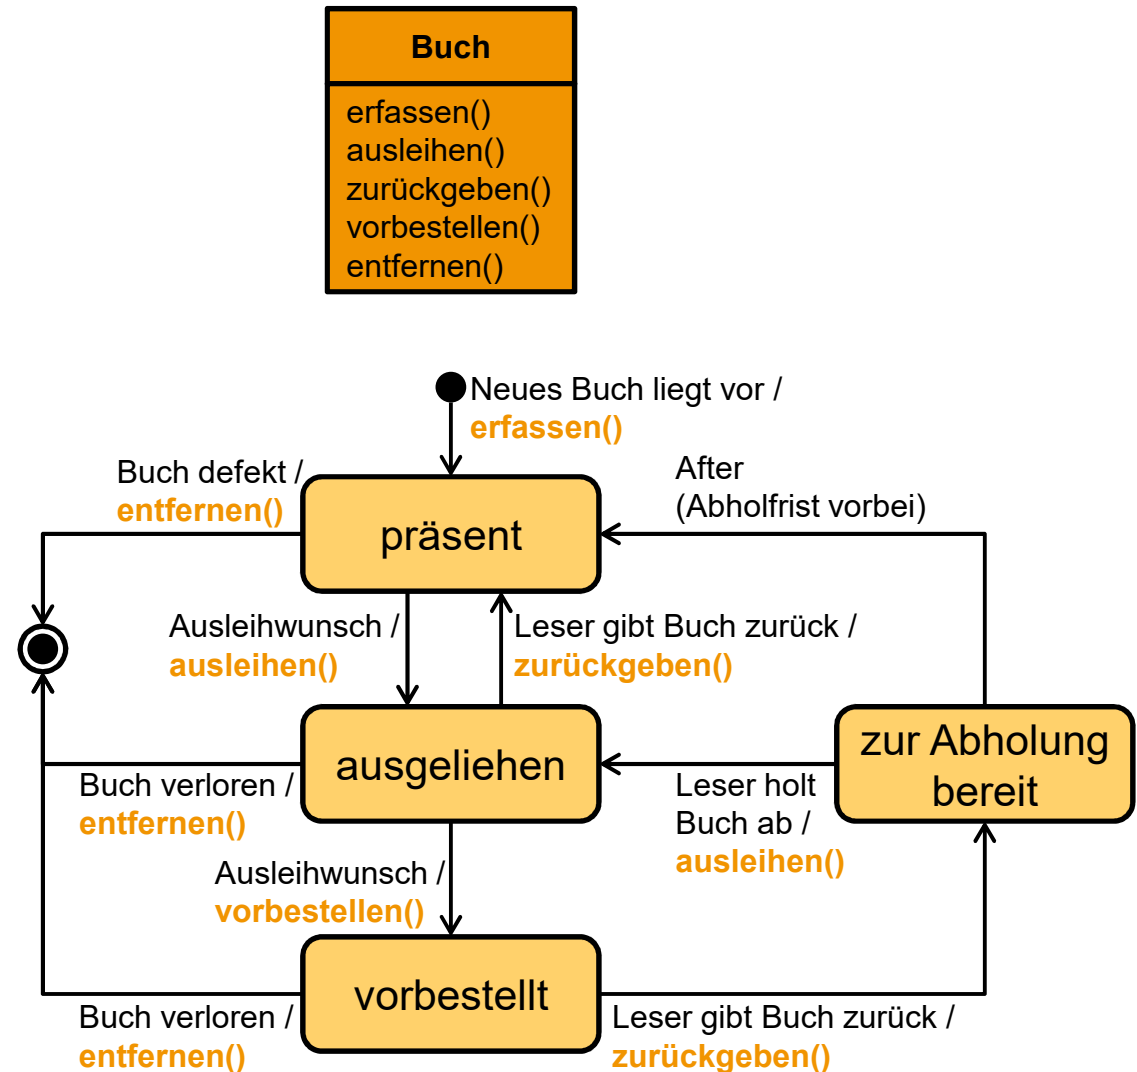 Buch
erfassen()
ausleihen()
zurückgeben()
vorbestellen()
entfernen()
Neues Buch liegt vor /
erfassen()
Buch defekt /
entfernen()
After
(Abholfrist vorbei)
präsent
Ausleihwunsch /
ausleihen()
Leser gibt Buch zurück /
zurückgeben()
ausgeliehen
zur Abholung
bereit
Buch verloren /
entfernen()
Leser holt
Buch ab /
ausleihen()
Ausleihwunsch /
vorbestellen()
vorbestellt
Buch verloren /
entfernen()
Leser gibt Buch zurück /
zurückgeben()